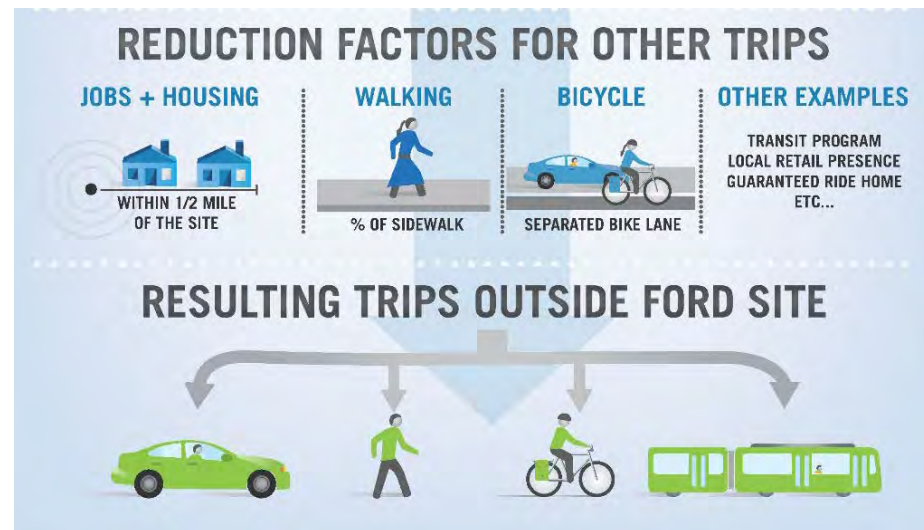 REDUCTION FACTORS FOR OTHER TRIPS
JOBS + HOUSING
WITHIN 1/2 MILE
OF THE SITE
WALKING
% OF SIDEWALK
BICYCLE
SEPARATED BIKE LANE
OTHER EXAMPLES
TRANSIT PROGRAM
LOCAL RETAIL PRESENCE
GUARANTEED RIDE HOME
ETC...
RESULTING TRIPS OUTSIDE FORD SITE